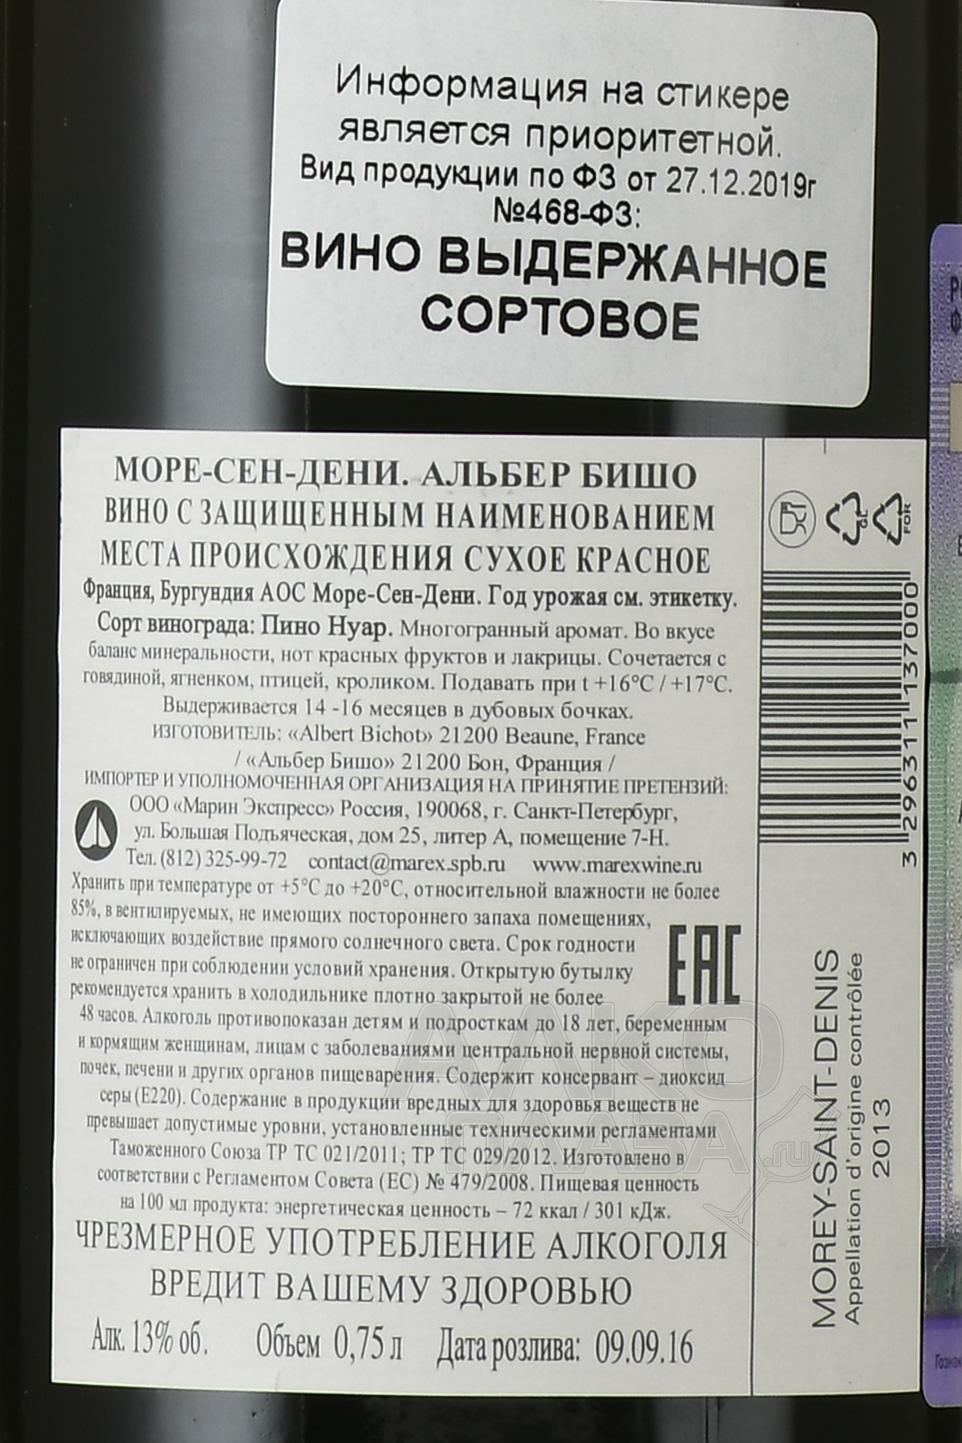 Информация на стикере
является приоритетной.
Вид продукции по ФЗ от 27.12.2019г
№468-ФЗ:
ВИНО ВЫДЕРЖАННОЕ
СОРТОВОЕ
МОРЕ-СЕН-ДЕНИ. АЛЬБЕР БИШО
ВИНО С ЗАЩИЩЕННЫМ НАИМЕНОВАНИЕМ
МЕСТА ПРОИСХОЖДЕНИЯ СУХОЕ КРАСНОЕ
Франция, Бургундия АОС Море-Сен-Дени. Год урожая см. этикетку.
Сорт винограда: Пино Нуар. Многогранный аромат. Во вкусе
баланс минеральности, нот красных фруктов и лакрицы. Сочетается с
говядиной, ягненком, птицей, кроликом. Подавать при t +16°C / +17°C.
Выдерживается 14 -16 месяцев в дубовых бочках.
ИЗГОТОВИТЕЛЬ: «Albert Bichot» 21200 Beaune, France
/ «Альбер Бишо» 21200 Бон, Франция /
ИМПОРТЕР И УПОЛНОМОЧЕННАЯ ОРГАНИЗАЦИЯ НА ПРИНЯТИЕ ПРЕТЕНЗИЙ:
ООО «Марин Экспресс» Россия, 190068, г. Санкт-Петербург,
ул. Большая Подъяческая, дом 25, литер А, помещение 7-Н.
Тел. (812) 325-99-72 contact@marex.spb.ru www.marexwine.ru
Хранить при температуре от +5°C до +20°C, относительной влажности не более
85%, в вентилируемых, не имеющих постороннего запаха помещениях,
исключающих воздействие прямого солнечного света. Срок годности
не ограничен при соблюдении условий хранения. Открытую бутылку
рекомендуется хранить в холодильнике плотно закрытой не более
48 часов. Алкоголь противопоказан детям и подросткам до 18 лет, беременным
и кормящим женщинам, лицам с заболеваниями центральной нервной системы,
почек, печени и других органов пищеварения. Содержит консервант – диоксид
серы (Е220). Содержание в продукции вредных для здоровья веществ не
превышает допустимые уровни, установленные техническими регламентами
Таможенного Союза ТР ТС 021/2011; ТР ТС 029/2012. Изготовлено в
соответствии с Регламентом Совета (ЕС) № 479/2008. Пищевая ценность
на 100 мл продукта: энергетическая ценность – 72 ккал / 301 кДж.
ЧРЕЗМЕРНОЕ УПОТРЕБЛЕНИЕ АЛКОГОЛЯ
ВРЕДИТ ВАШЕМУ ЗДОРОВЬЮ
Алк. 13% об. Объем 0,75 л Дата розлива: 09.09.16
EAC
GL
FOR
3 296311 137000
MOREY-SAINT-DENIS
Appellation d'origine contrôlée
2013
АЛКО
ПЛАКА.ru